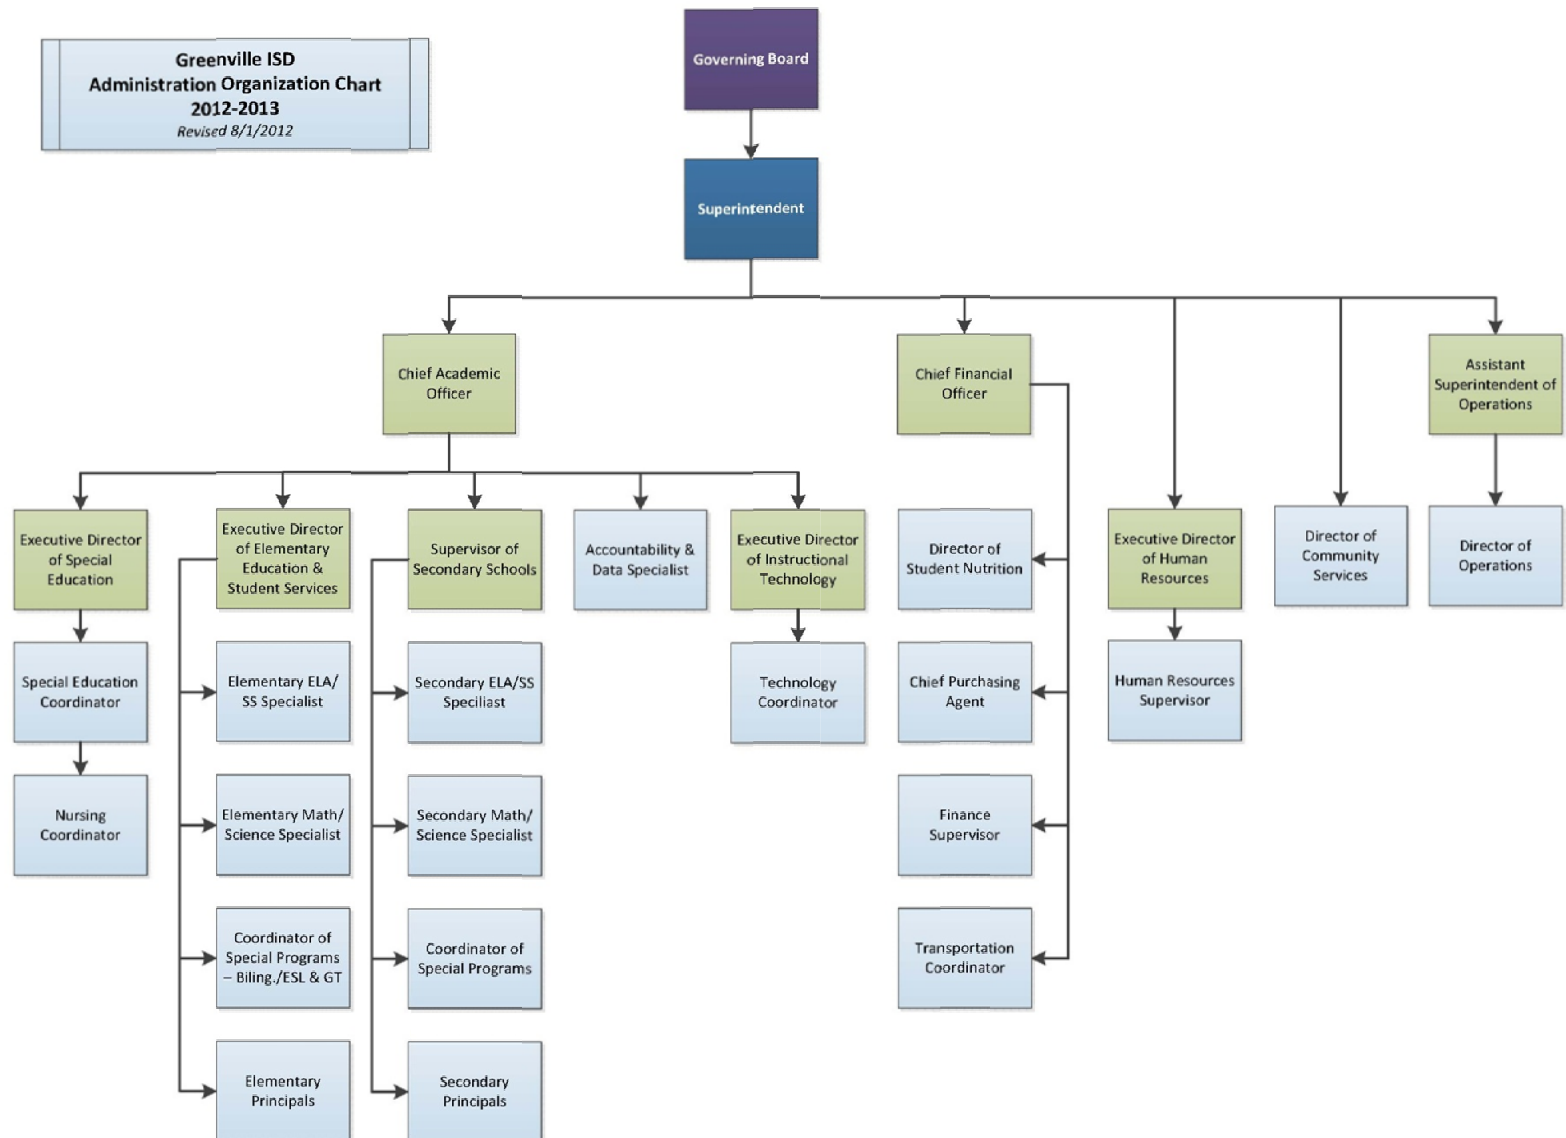 Greenville ISD
Administration Organization Chart
2012-2013
Revised 8/1/2012
Governing Board
Superintendent
Chief Academic
Officer
Chief Financial
Officer
Assistant
Superintendent of
Operations
Executive Director
of Special
Education
Executive Director
of Elementary
Education &
Student Services
Supervisor of
Secondary Schools
Accountability &
Data Specialist
Executive Director
of Instructional
Technology
Director of
Student Nutrition
Executive Director
of Human
Resources
Director of
Community
Services
Director of
Operations
Special Education
Coordinator
Elementary ELA/
SS Specialist
Secondary ELA/SS
Speciliast
Technology
Coordinator
Chief Purchasing
Agent
Human Resources
Supervisor
Nursing
Coordinator
Elementary Math/
Science Specialist
Secondary Math/
Science Specialist
Finance
Supervisor
Coordinator of
Special Programs
– Biling./ESL & GT
Coordinator of
Special Programs
Transportation
Coordinator
Elementary
Principals
Secondary
Principals